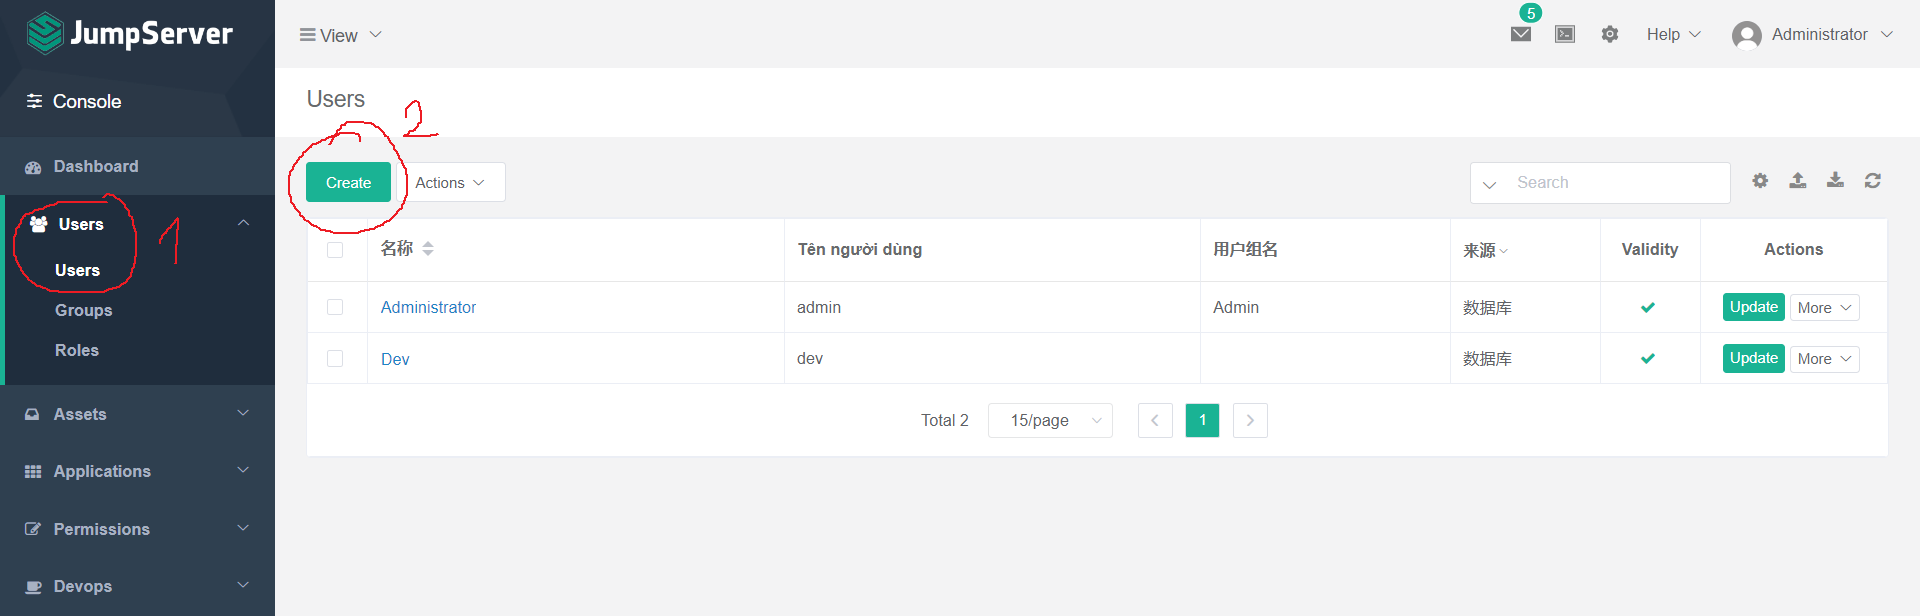 JumpServer
View
5
Help
Administrator
Console
Users
2
Dashboard
Create
Actions
Search
Users
1
Users
Groups
Roles
名称
Tên người dùng
用户组名
来源
Validity
Actions
Administrator
admin
Admin
数据库
Update
More
Dev
dev
数据库
Update
More
Total 2
15/page
1
Assets
Applications
Permissions
Devops